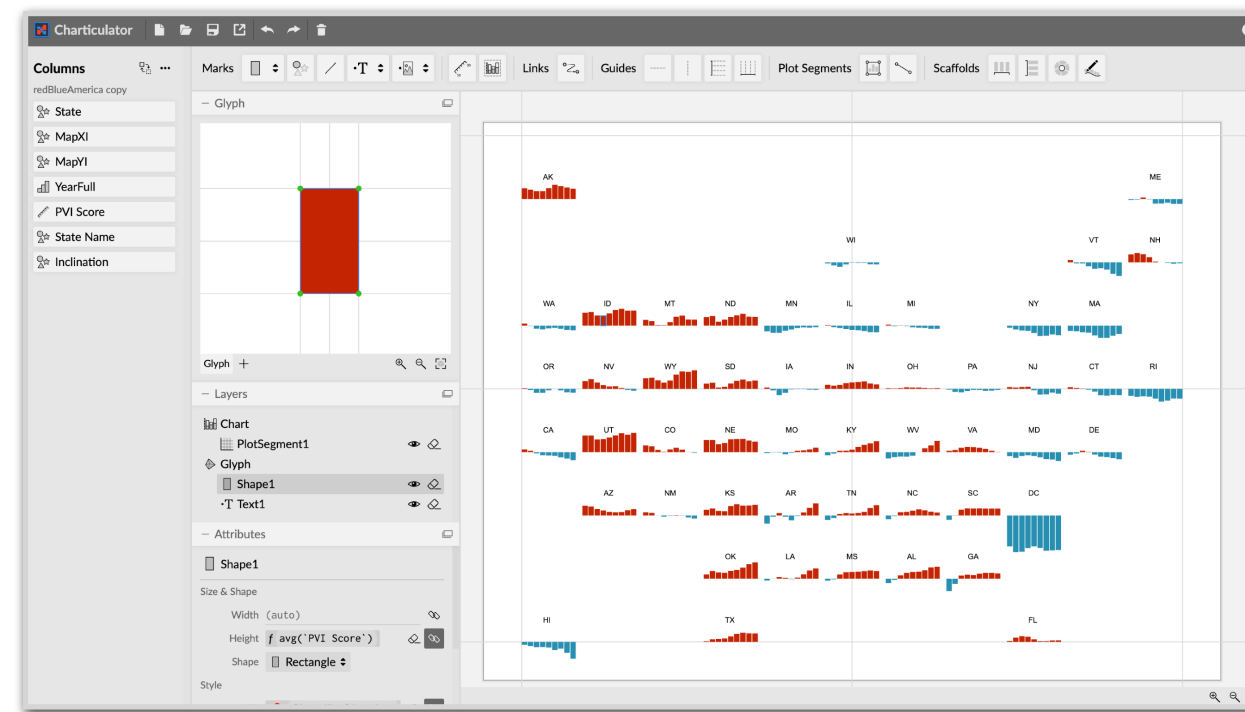 Charticulator
Columns
redBlueAmerica copy
State
MapXI
MapYI
YearFull
PVI Score
State Name
Inclination
Marks
T
Links
Guides
Plot Segments
Scaffolds
Glyph
Glyph +
Layers
Chart
PlotSegment1
Glyph
Shape1
T Text1
Attributes
Shape1
Size & Shape
Width (auto)
Height f avg(`PVI Score`)
Shape Rectangle
Style
AK ME
WI VT NH
WA ID MT ND MN IL MI NY MA
OR NV WY SD IA IN OH PA NJ CT RI
CA UT CO NE MO KY WV VA MD DE
AZ NM KS AR TN NC SC DC
OK LA MS AL GA
HI TX FL